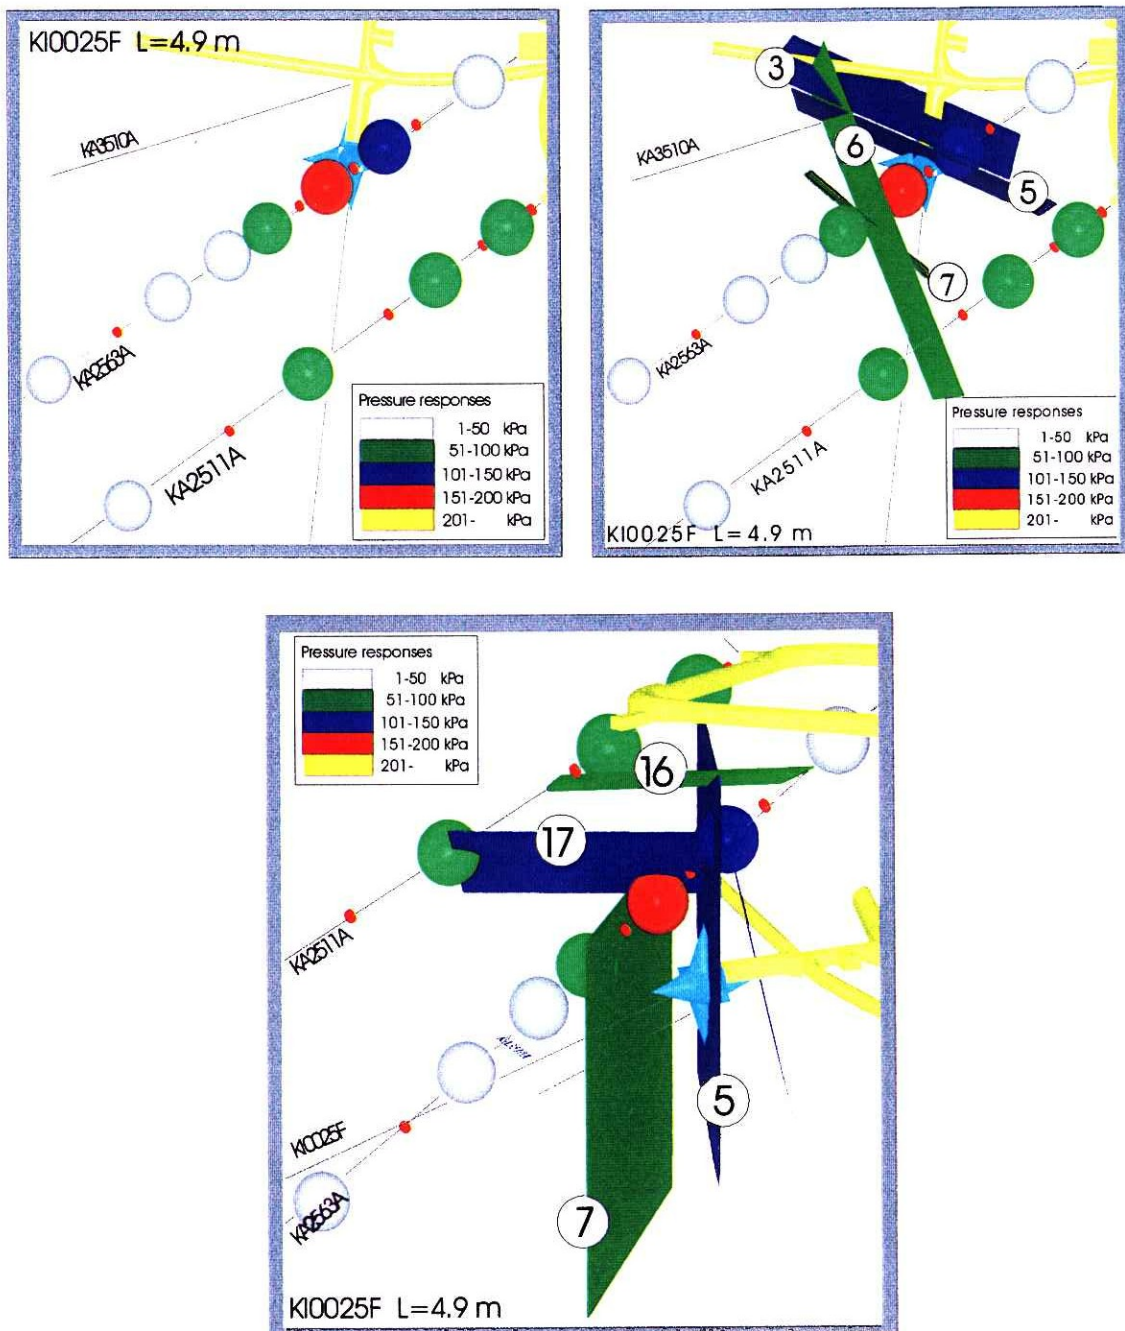 KI0025F L=4.9 m
KA3510A
KA2563A
KA2511A
Pressure responses
1-50 kPa
51-100 kPa
101-150 kPa
151-200 kPa
201- kPa
3
6
5
7
KA3510A
KA2563A
KA2511A
Pressure responses
1-50 kPa
51-100 kPa
101-150 kPa
151-200 kPa
201- kPa
KI0025F L=4.9 m
Pressure responses
1-50 kPa
51-100 kPa
101-150 kPa
151-200 kPa
201- kPa
16
17
KA2511A
5
KI0025F
KA2563A
7
KI0025F L=4.9 m